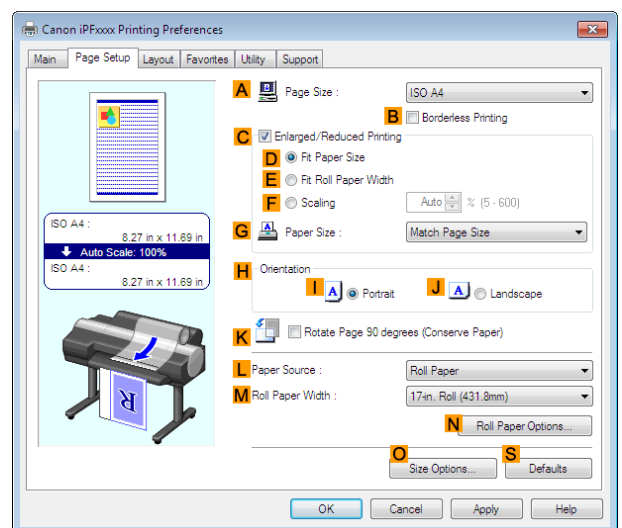 Canon iPFxxxx Printing Preferences
Main Page Setup Layout Favorites Utility Support
A Page Size : ISO A4
B Borderless Printing
C Enlarged/Reduced Printing
D Fit Paper Size
E Fit Roll Paper Width
F Scaling Auto % (5 - 600)
ISO A4 :
8.27 in x 11.69 in
Auto Scale: 100%
ISO A4 :
8.27 in x 11.69 in
G Paper Size : Match Page Size
H Orientation
I A Portrait J A Landscape
K Rotate Page 90 degrees (Conserve Paper)
R
L Paper Source : Roll Paper
M Roll Paper Width : 17-in. Roll (431.8mm)
N Roll Paper Options...
O Size Options... S Defaults
OK Cancel Apply Help